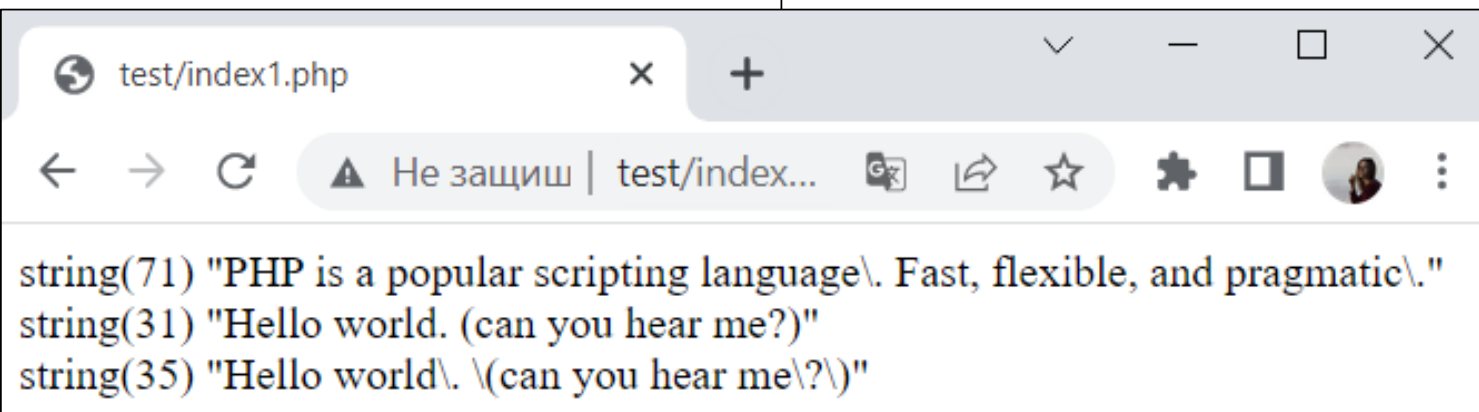 test/index1.php
Не защищ | test/index...
string(71) "PHP is a popular scripting language\. Fast, flexible, and pragmatic\."
string(31) "Hello world. (can you hear me?)"
string(35) "Hello world\. \(can you hear me\?\)"